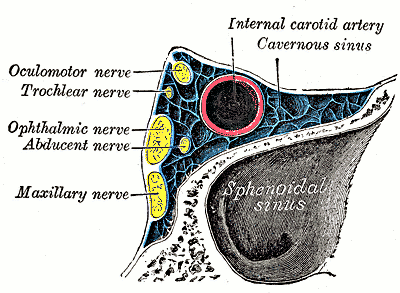 Internal carotid artery
Cavernous sinus
Oculomotor nerve
Trochlear nerve
Ophthalmic nerve
Abducent nerve
Maxillary nerve
Sphenoidal
sinus